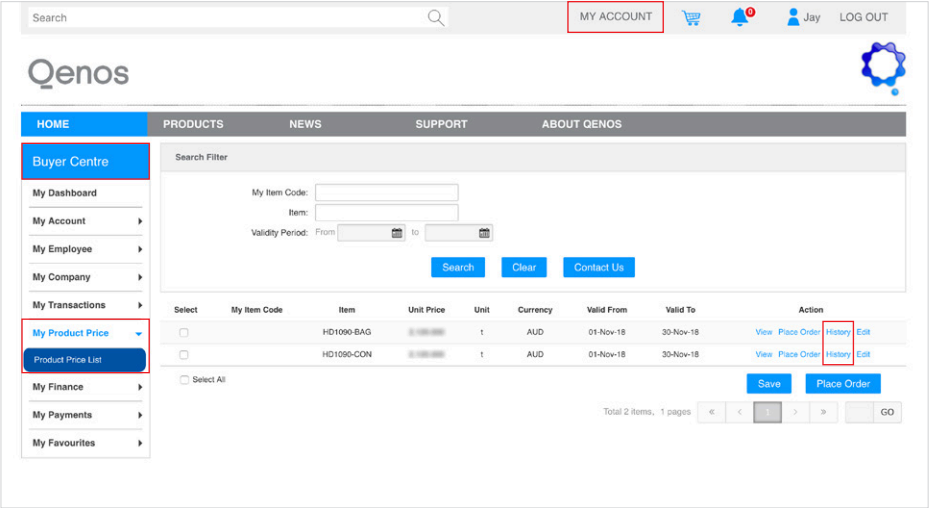 Search MY ACCOUNT 0 Jay LOG OUT
Qenos
HOME PRODUCTS NEWS SUPPORT ABOUT QENOS
Buyer Centre
My Dashboard
My Account
My Employee
My Company
My Transactions
My Product Price
Product Price List
My Finance
My Payments
My Favourites
Search Filter
My Item Code:
Item:
Validity Period: From to
Search Clear Contact Us
Select My Item Code Item Unit Price Unit Currency Valid From Valid To Action
HD1090-BAG t AUD 01-Nov-18 30-Nov-18 View Place Order History Edit
HD1090-CON t AUD 01-Nov-18 30-Nov-18 View Place Order History Edit
Select All Save Place Order
Total 2 items, 1 pages « < 1 > » GO